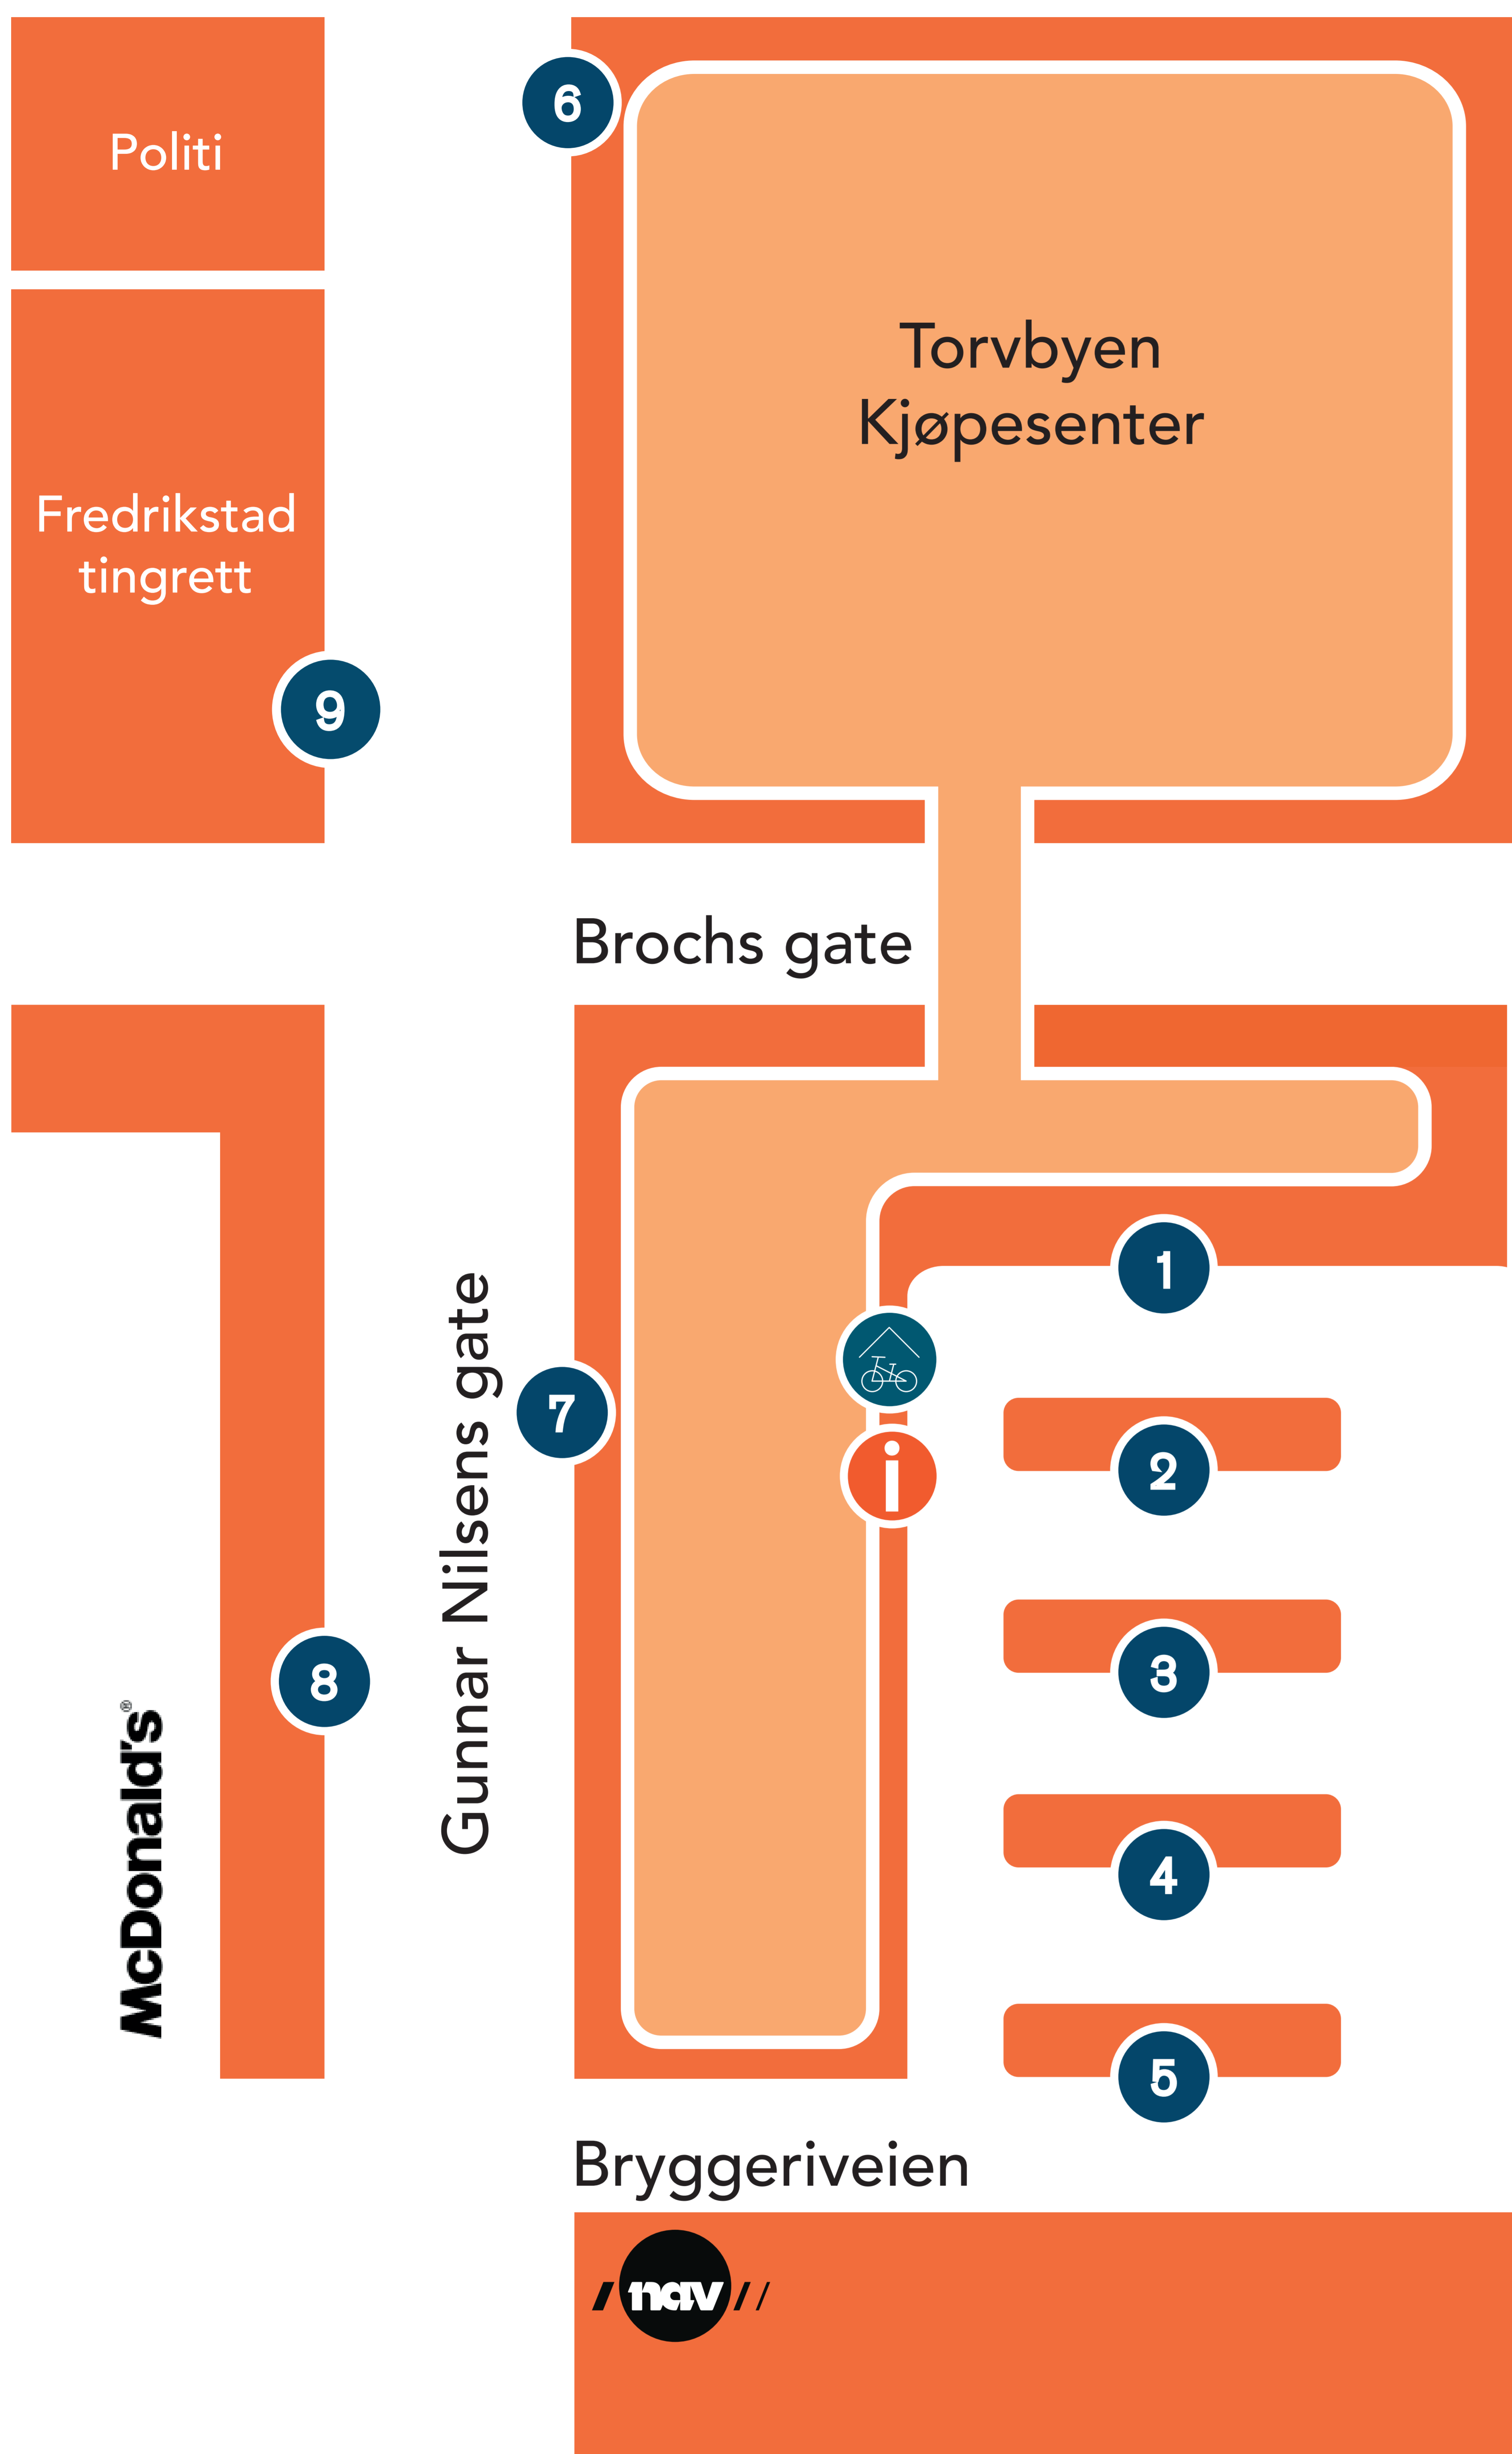 6
Politi
Torvbyen
Kjøpesenter
Fredrikstad
tingrett
9
Brochs gate
1
Gunnar Nilsens gate
7
i
2
3
8
McDonald's®
4
5
Bryggeriveien
/ nav //